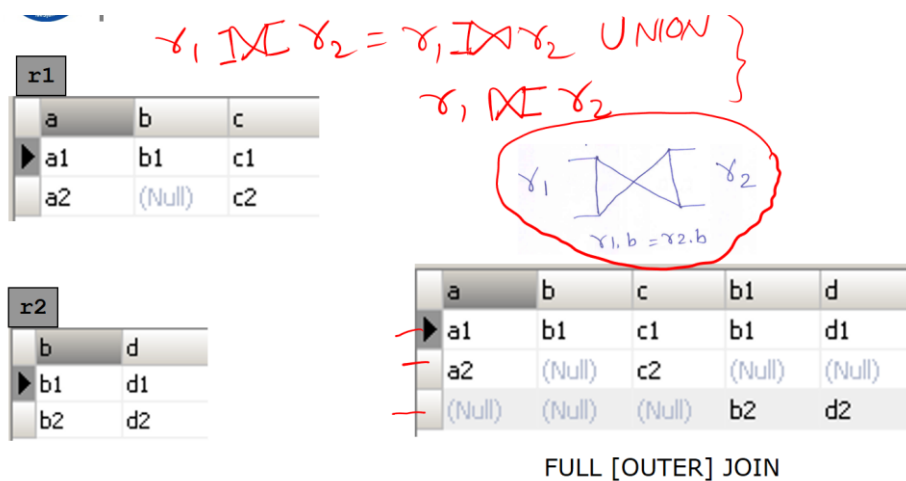 r₁ ⟗ r₂ = r₁ ⟕ r₂ UNION
r₁ ⟖ r₂
r1
a b c
a1 b1 c1
a2 (Null) c2
r₁ ⟗ r₂
r1.b = r2.b
r2
b d
b1 d1
b2 d2
a b c b1 d
a1 b1 c1 b1 d1
a2 (Null) c2 (Null) (Null)
(Null) (Null) (Null) b2 d2
FULL [OUTER] JOIN